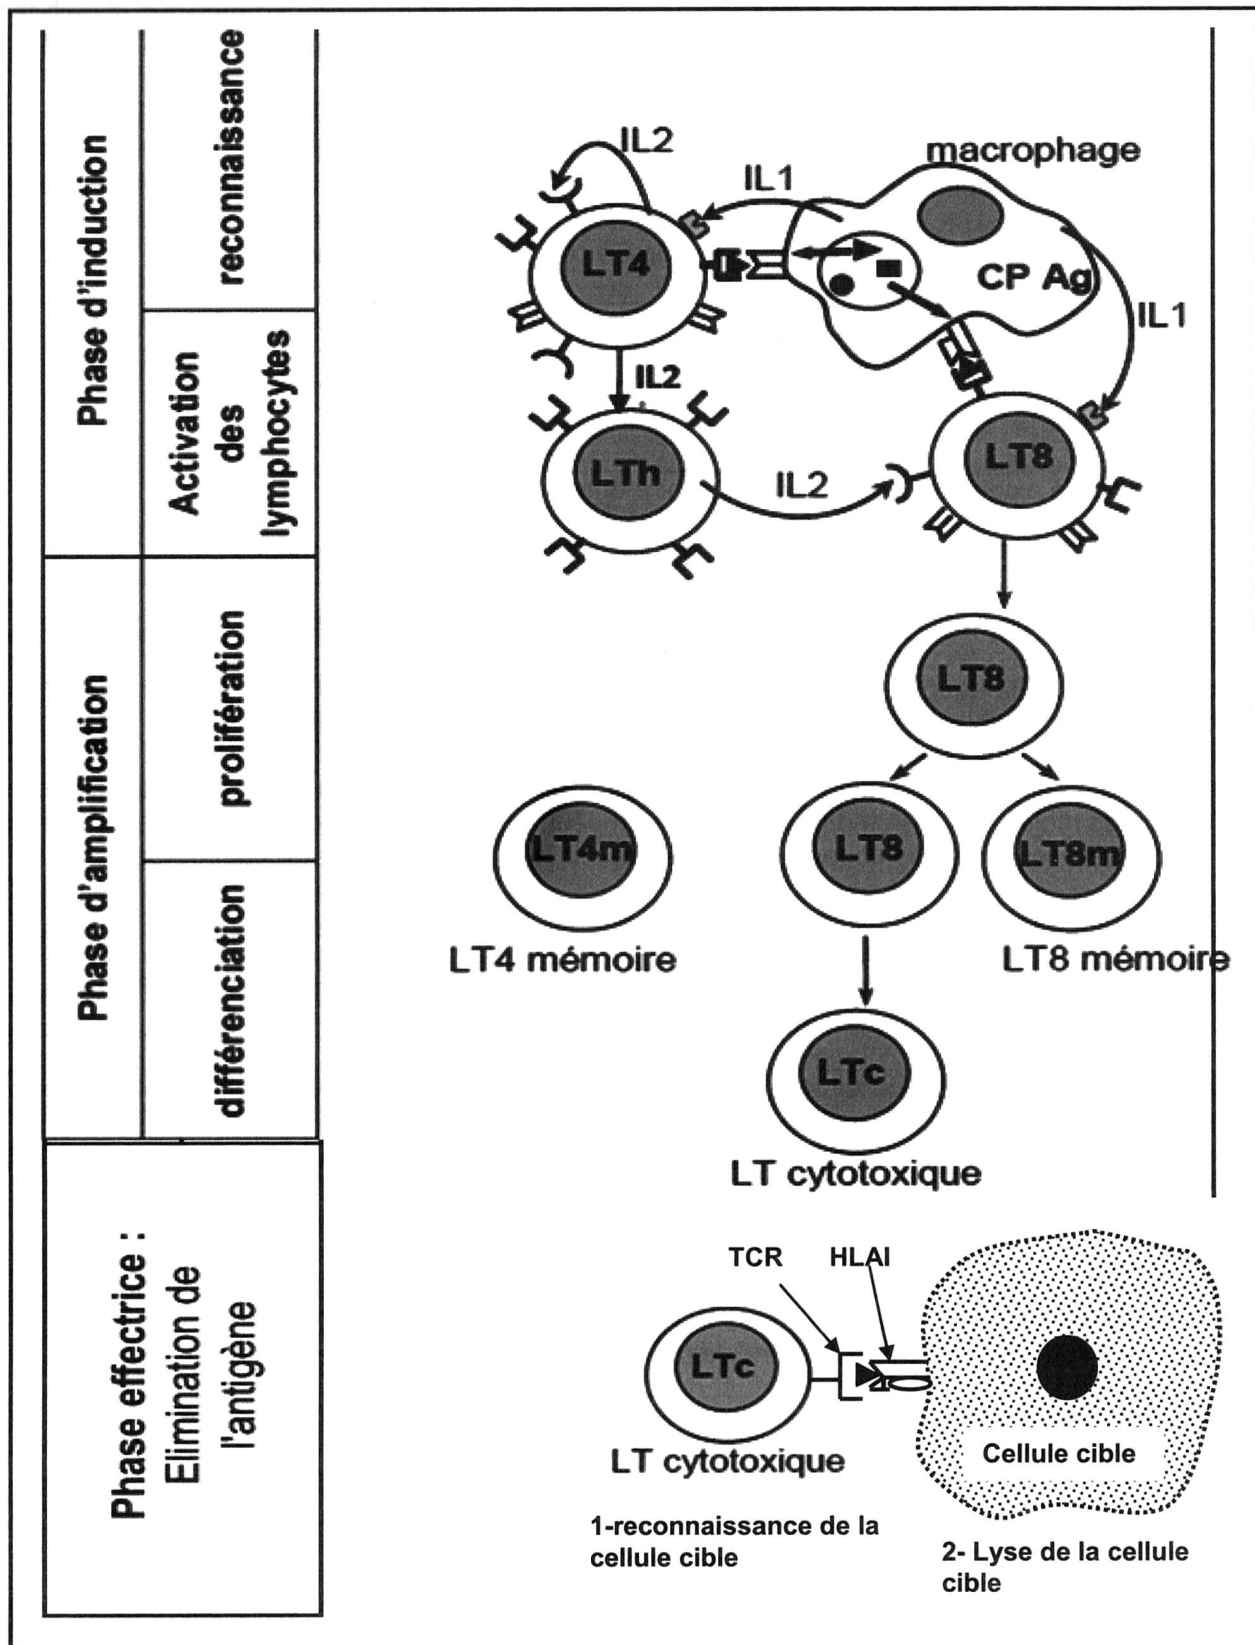 Phase d'induction
reconnaissance
Activation
des
lymphocytes
Phase d'amplification
prolifération
différenciation
Phase effectrice :
Elimination de
l'antigène
IL2
IL1
macrophage
LT4
CP Ag
IL1
IL2
LTh
IL2
LT8
LT8
LT4m
LT8
LT8m
LT4 mémoire
LT8 mémoire
LTc
LT cytotoxique
TCR
HLAI
LTc
LT cytotoxique
Cellule cible
1-reconnaissance de la
cellule cible
2- Lyse de la cellule
cible